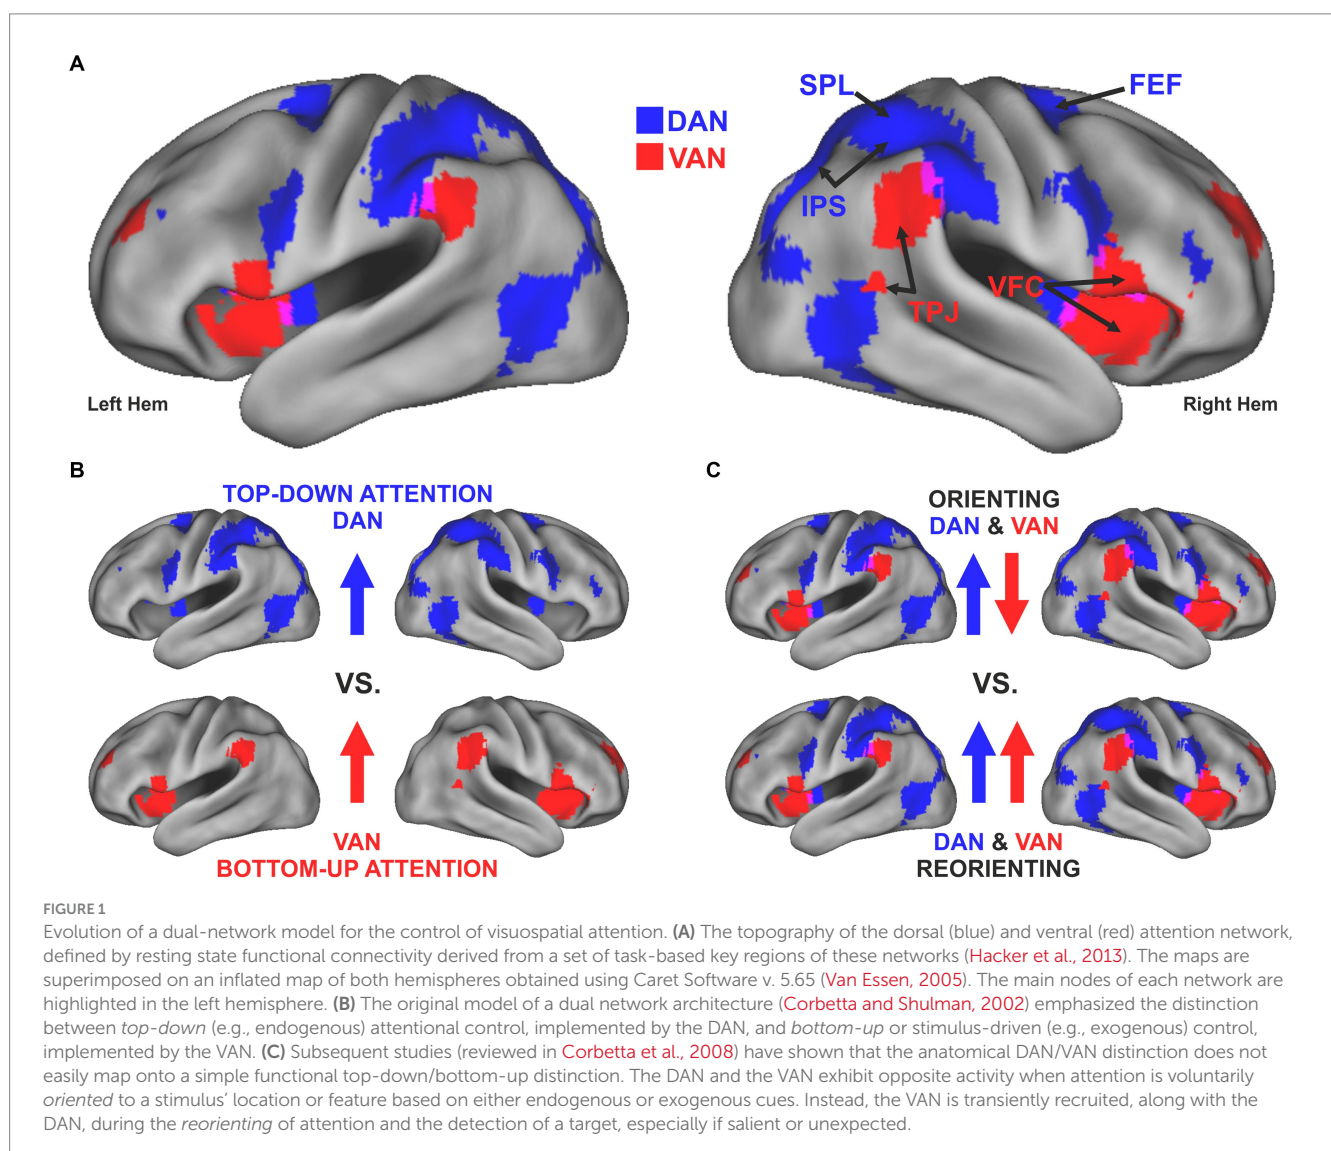 A
SPL
FEF
DAN
VAN
IPS
VFC
TPJ
Left Hem
Right Hem
B
TOP-DOWN ATTENTION
DAN
VS.
VAN
BOTTOM-UP ATTENTION
C
ORIENTING
DAN & VAN
VS.
DAN & VAN
REORIENTING
FIGURE 1
Evolution of a dual-network model for the control of visuospatial attention. (A) The topography of the dorsal (blue) and ventral (red) attention network,
defined by resting state functional connectivity derived from a set of task-based key regions of these networks (Hacker et al., 2013). The maps are
superimposed on an inflated map of both hemispheres obtained using Caret Software v. 5.65 (Van Essen, 2005). The main nodes of each network are
highlighted in the left hemisphere. (B) The original model of a dual network architecture (Corbetta and Shulman, 2002) emphasized the distinction
between top-down (e.g., endogenous) attentional control, implemented by the DAN, and bottom-up or stimulus-driven (e.g., exogenous) control,
implemented by the VAN. (C) Subsequent studies (reviewed in Corbetta et al., 2008) have shown that the anatomical DAN/VAN distinction does not
easily map onto a simple functional top-down/bottom-up distinction. The DAN and the VAN exhibit opposite activity when attention is voluntarily
oriented to a stimulus' location or feature based on either endogenous or exogenous cues. Instead, the VAN is transiently recruited, along with the
DAN, during the reorienting of attention and the detection of a target, especially if salient or unexpected.